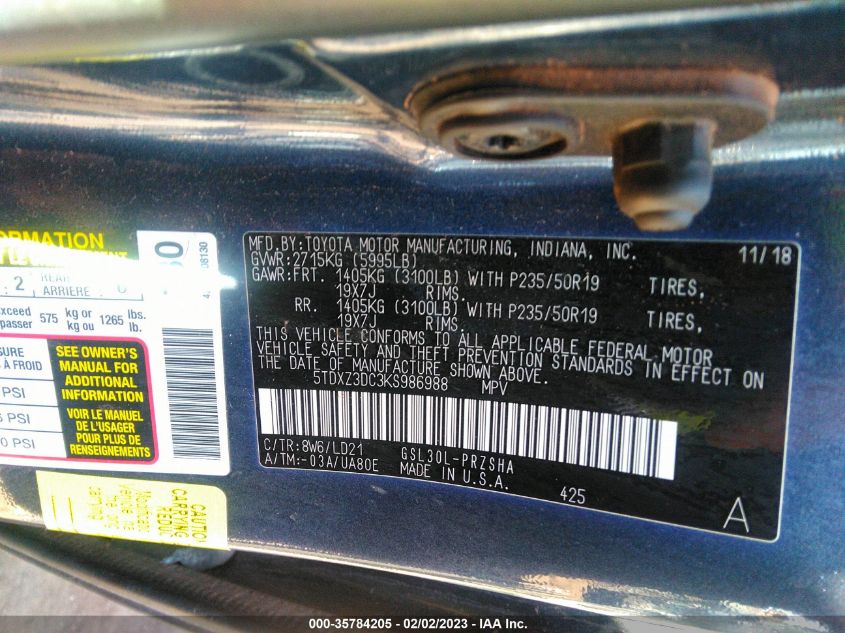 MFD.BY:TOYOTA MOTOR MANUFACTURING, INDIANA, INC. 11/18
GVWR:2715KG (5995LB)
GAWR:FRT. 1405KG (3100LB) WITH P235/50R19 TIRES,
19X7J RIMS.
RR. 1405KG (3100LB) WITH P235/50R19 TIRES,
19X7J RIMS.
THIS VEHICLE CONFORMS TO ALL APPLICABLE FEDERAL MOTOR
VEHICLE SAFETY AND THEFT PREVENTION STANDARDS IN EFFECT ON
THE DATE OF MANUFACTURE SHOWN ABOVE.
5TDXZ3DC3KS986988 MPV
C/TR:8W6/LD21 GSL30L-PRZSHA
A/TM:-03A/UA80E MADE IN U.S.A.
425
A
2 REAR
ARRIÈRE
575 kg or 1265 lbs.
kg ou lb.
À FROID
PSI
PSI
0 PSI
SEE OWNER'S
MANUAL FOR
ADDITIONAL
INFORMATION
VOIR LE MANUEL
DE L'USAGER
POUR PLUS DE
RENSEIGNEMENTS
CAUTION
CARRYING
REDUC
000-35784205 - 02/02/2023 - IAA Inc.